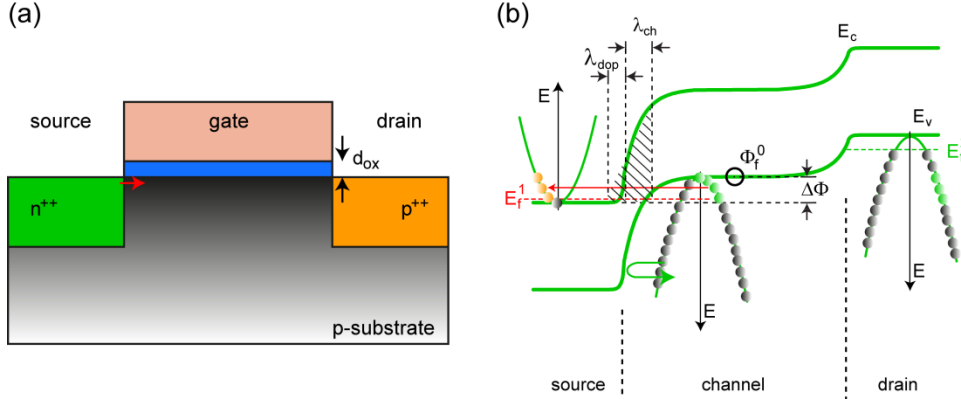 (a)
source
gate
drain
d_ox
n++
p++
p-substrate
(b)
λ_ch
λ_dop
E_c
E
E_v
Φ_f^0
ΔΦ
E_f^1
E
E
source
channel
drain